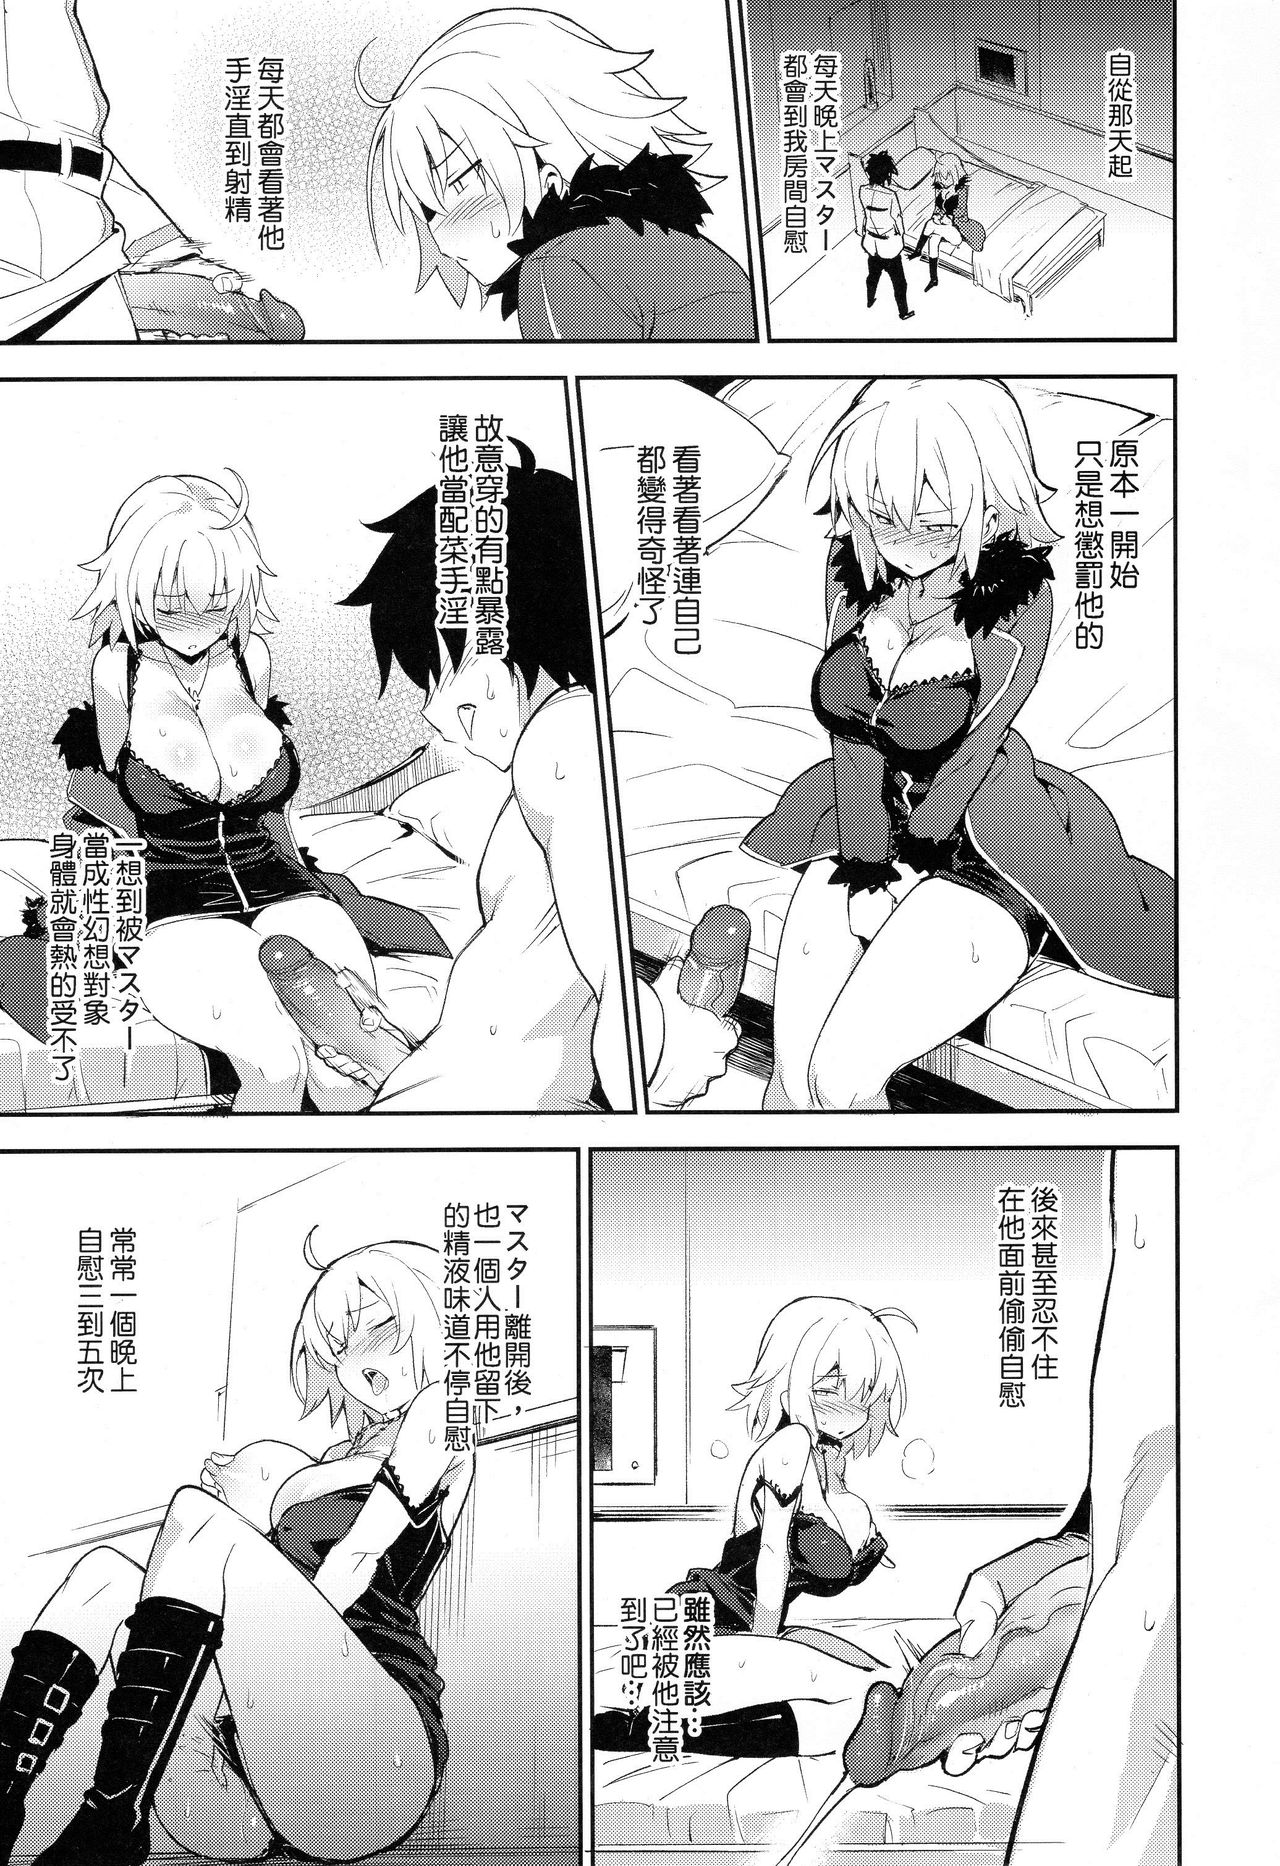 自從那天起
每天晚上マスター
都會到我房間自慰
每天都會看著他
手淫直到射精
原本一開始
只是想懲罰他的
看著看著連自己
都變得奇怪了
故意穿的有點暴露
讓他當配菜手淫
一想到被マスター
當成性幻想對象
身體就會熱的受不了
後來甚至忍不住
在他面前偷偷自慰
雖然應該…
已經被他注意
到了吧…
マスター離開後，
也一個人用他留下
的精液味道不停自慰
常常一個晚上
自慰三到五次